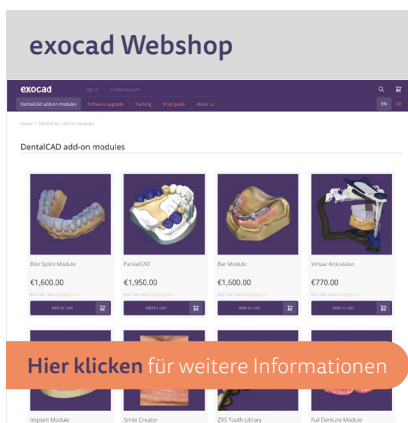 exocad Webshop
exocad Sign in Create account
DentalCAD add-on modules Software upgrade Training Shop guide About us EN DE
Home > DentalCAD add-on modules
DentalCAD add-on modules
Bite Splint Module PartialCAD Bar Module Virtual Articulator
€1,600.00 €1,950.00 €1,600.00 €770.00
Add to cart Add to cart Add to cart Add to cart
Hier klicken für weitere Informationen
Implant Module Smile Creator ZRS Tooth Library Full Denture Module